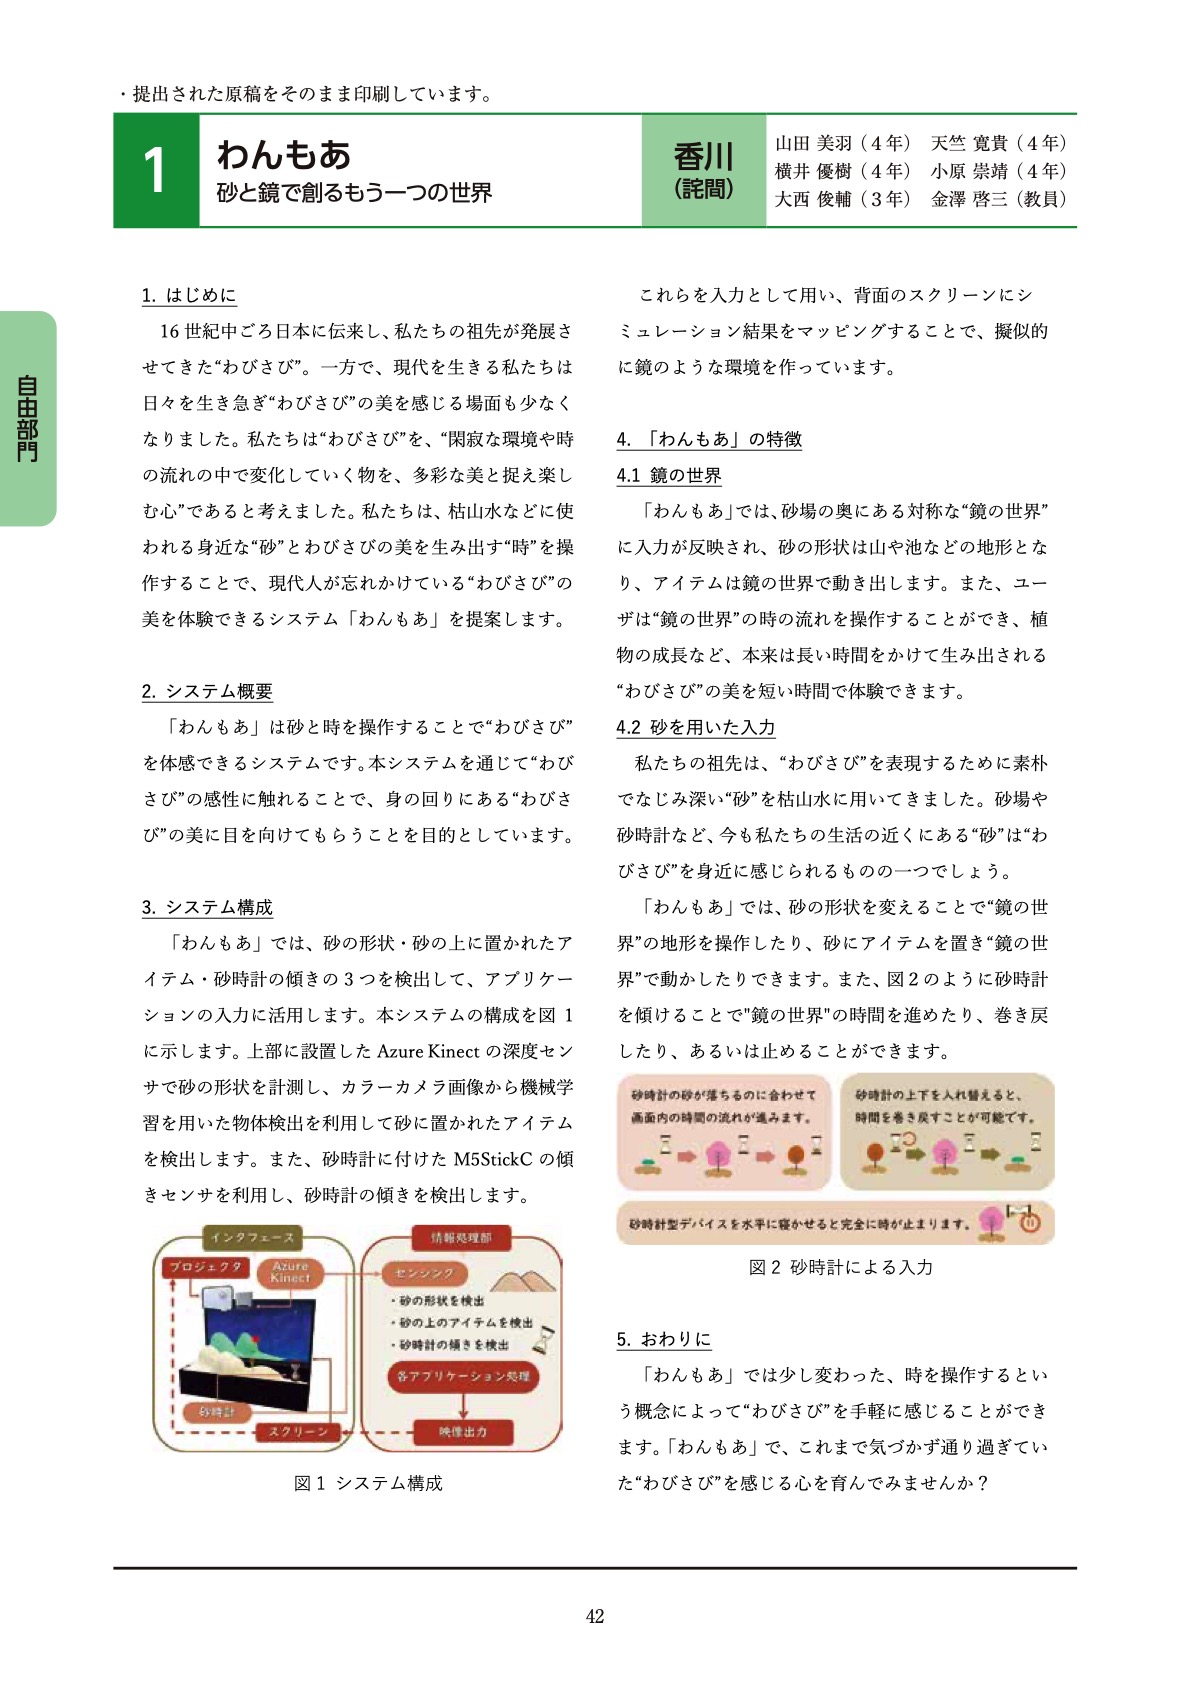 ・提出された原稿をそのまま印刷しています。
1
わんもあ
砂と鏡で創るもう一つの世界
香川
（詫間）
山田 美羽（４年）　天竺 寛貴（４年）
横井 優樹（４年）　小原 崇靖（４年）
大西 俊輔（３年）　金澤 啓三（教員）
自由部門
1. はじめに
16 世紀中ごろ日本に伝来し、私たちの祖先が発展さ
せてきた“わびさび”。一方で、現代を生きる私たちは
日々を生き急ぎ“わびさび”の美を感じる場面も少なく
なりました。私たちは“わびさび”を、“閑寂な環境や時
の流れの中で変化していく物を、多彩な美と捉え楽し
む心”であると考えました。私たちは、枯山水などに使
われる身近な“砂”とわびさびの美を生み出す“時”を操
作することで、現代人が忘れかけている“わびさび”の
美を体験できるシステム「わんもあ」を提案します。
2. システム概要
「わんもあ」は砂と時を操作することで“わびさび”
を体感できるシステムです。本システムを通じて“わび
さび”の感性に触れることで、身の回りにある“わびさ
び”の美に目を向けてもらうことを目的としています。
3. システム構成
「わんもあ」では、砂の形状・砂の上に置かれたア
イテム・砂時計の傾きの 3 つを検出して、アプリケー
ションの入力に活用します。本システムの構成を図 1
に示します。上部に設置した Azure Kinect の深度セン
サで砂の形状を計測し、カラーカメラ画像から機械学
習を用いた物体検出を利用して砂に置かれたアイテム
を検出します。また、砂時計に付けた M5StickC の傾
きセンサを利用し、砂時計の傾きを検出します。
インタフェース
プロジェクタ
Azure
Kinect
砂時計
スクリーン
情報処理部
センシング
・砂の形状を検出
・砂の上のアイテムを検出
・砂時計の傾きを検出
各アプリケーション処理
映像出力
図 1 システム構成
これらを入力として用い、背面のスクリーンにシ
ミュレーション結果をマッピングすることで、擬似的
に鏡のような環境を作っています。
4. 「わんもあ」の特徴
4.1 鏡の世界
「わんもあ」では、砂場の奥にある対称な“鏡の世界”
に入力が反映され、砂の形状は山や池などの地形とな
り、アイテムは鏡の世界で動き出します。また、ユー
ザは“鏡の世界”の時の流れを操作することができ、植
物の成長など、本来は長い時間をかけて生み出される
“わびさび”の美を短い時間で体験できます。
4.2 砂を用いた入力
私たちの祖先は、“わびさび”を表現するために素朴
でなじみ深い“砂”を枯山水に用いてきました。砂場や
砂時計など、今も私たちの生活の近くにある“砂”は“わ
びさび”を身近に感じられるものの一つでしょう。
「わんもあ」では、砂の形状を変えることで“鏡の世
界”の地形を操作したり、砂にアイテムを置き“鏡の世
界”で動かしたりできます。また、図 2 のように砂時計
を傾けることで"鏡の世界"の時間を進めたり、巻き戻
したり、あるいは止めることができます。
砂時計の砂が落ちるのに合わせて
画面内の時間の流れが進みます。
砂時計の上下を入れ替えると、
時間を巻き戻すことが可能です。
砂時計型デバイスを水平に寝かせると完全に時が止まります。
図 2 砂時計による入力
5. おわりに
「わんもあ」では少し変わった、時を操作するとい
う概念によって“わびさび”を手軽に感じることができ
ます。「わんもあ」で、これまで気づかず通り過ぎてい
た“わびさび”を感じる心を育んでみませんか？
42